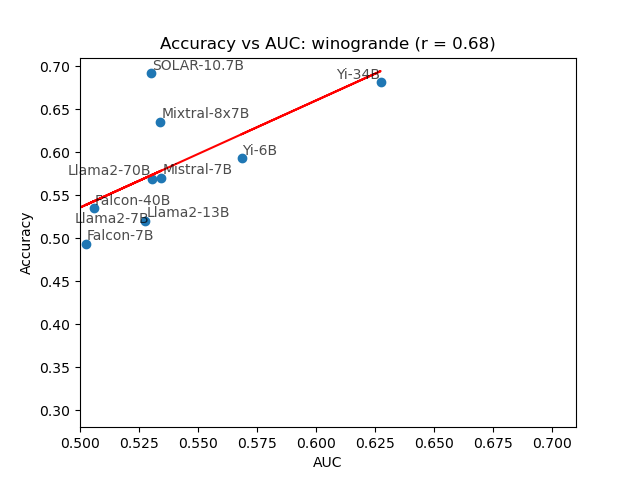 Accuracy vs AUC: winogrande (r = 0.68)
SOLAR-10.7B
Yi-34B
Mixtral-8x7B
Yi-6B
Llama2-70B
Mistral-7B
Falcon-40B
Llama2-13B
Llama2-7B
Falcon-7B
0.70
0.65
0.60
0.55
0.50
0.45
0.40
0.35
0.30
Accuracy
0.500 0.525 0.550 0.575 0.600 0.625 0.650 0.675 0.700
AUC